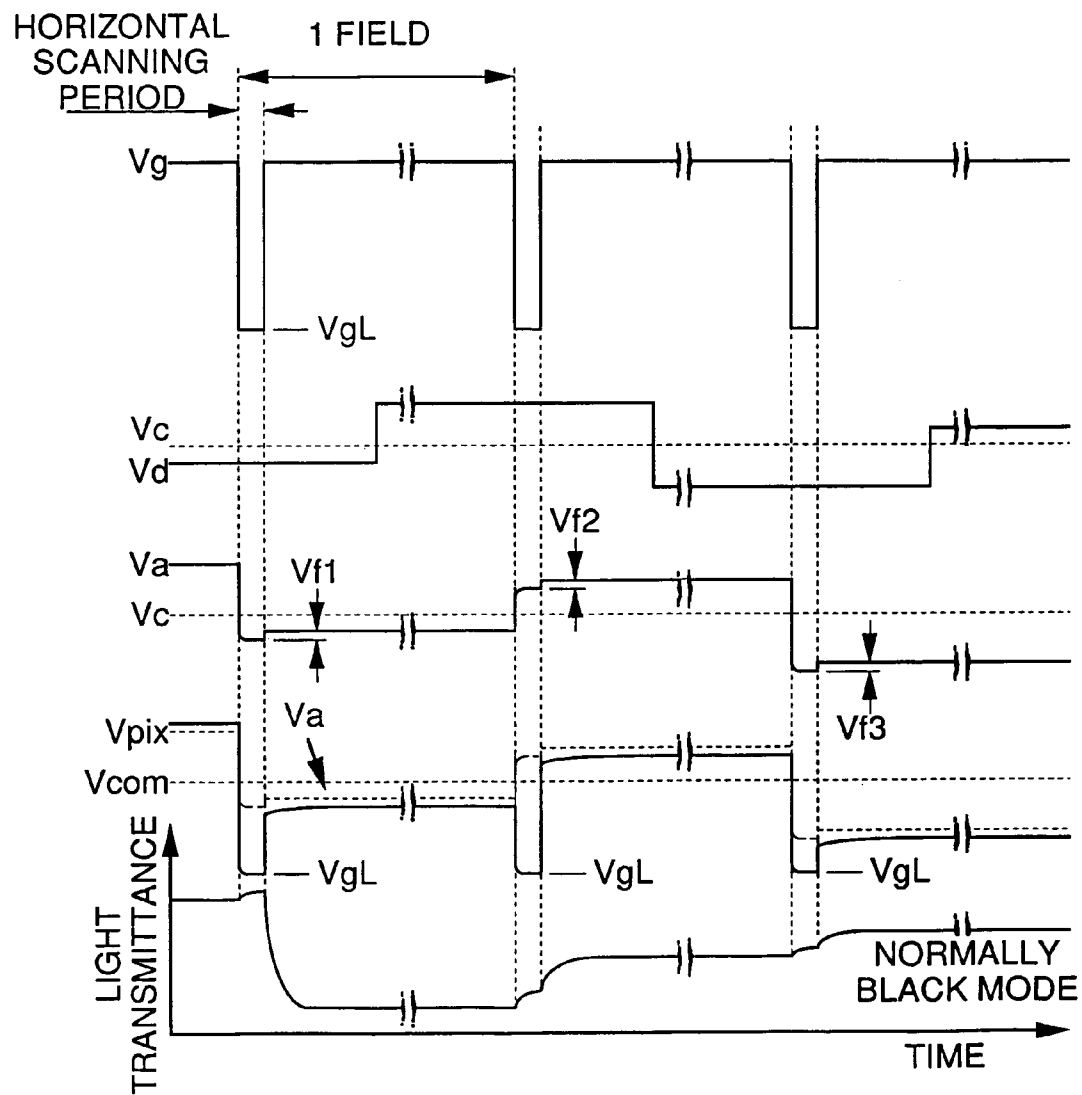 HORIZONTAL
SCANNING
PERIOD
1 FIELD
Vg
VgL
Vc
Vd
Va
Vf1
Vf2
Vc
Vf3
Va
Vpix
Vcom
VgL
VgL
VgL
LIGHT
TRANSMITTANCE
NORMALLY
BLACK MODE
TIME